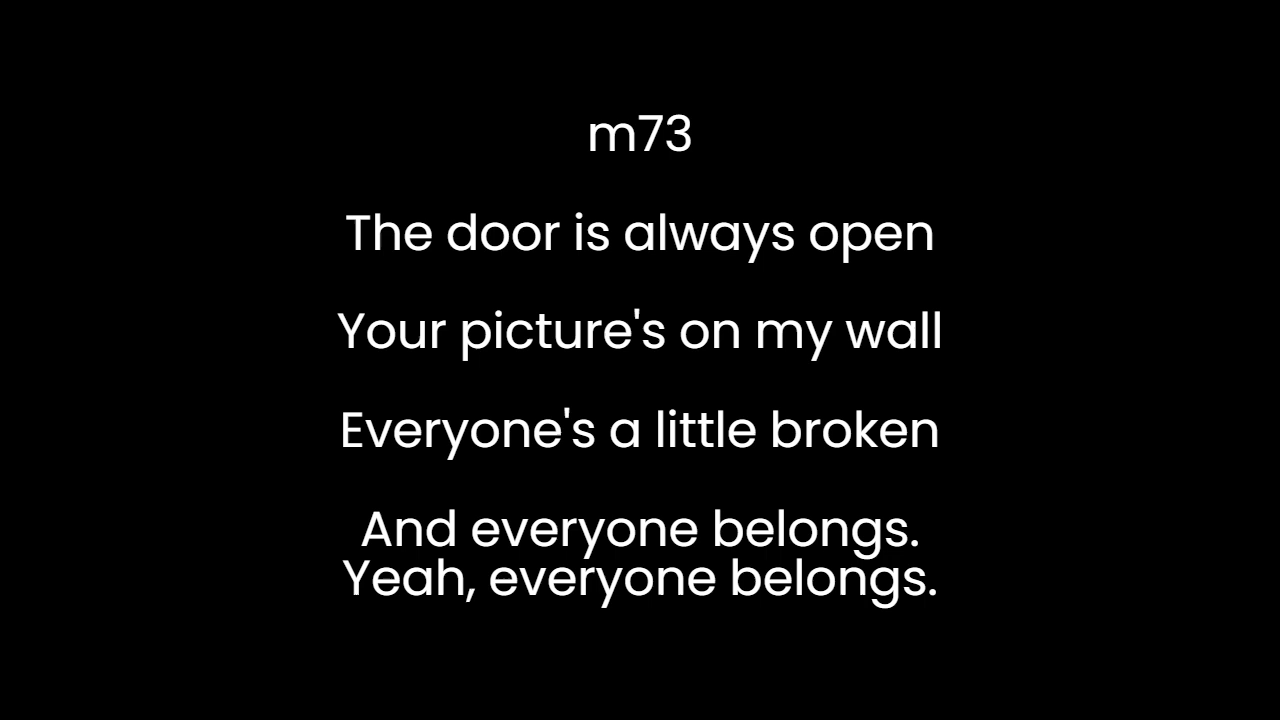 m73
The door is always open
Your picture's on my wall
Everyone's a little broken
And everyone belongs.
Yeah, everyone belongs.